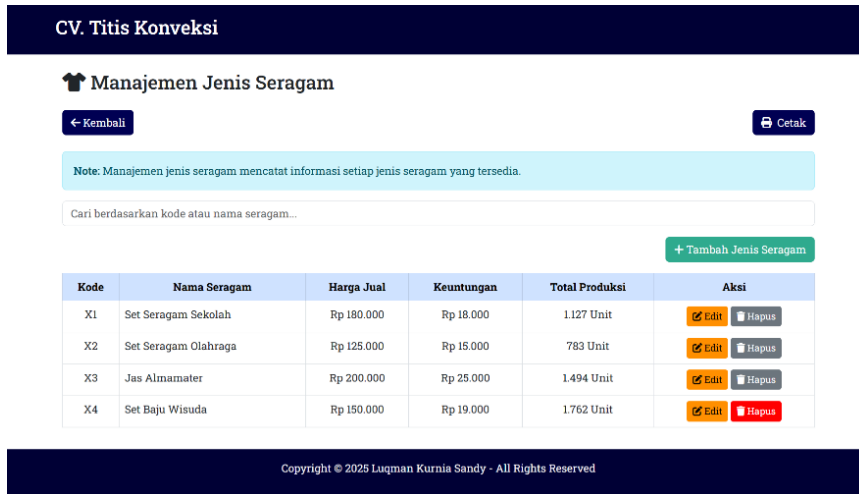 CV. Titis Konveksi
Manajemen Jenis Seragam
Kembali
Cetak
Note: Manajemen jenis seragam mencatat informasi setiap jenis seragam yang tersedia.
Cari berdasarkan kode atau nama seragam...
+ Tambah Jenis Seragam
Kode Nama Seragam Harga Jual Keuntungan Total Produksi Aksi
X1 Set Seragam Sekolah Rp 180.000 Rp 18.000 1.127 Unit Edit Hapus
X2 Set Seragam Olahraga Rp 125.000 Rp 15.000 783 Unit Edit Hapus
X3 Jas Almamater Rp 200.000 Rp 25.000 1.494 Unit Edit Hapus
X4 Set Baju Wisuda Rp 150.000 Rp 19.000 1.762 Unit Edit Hapus
Copyright © 2025 Luqman Kurnia Sandy - All Rights Reserved